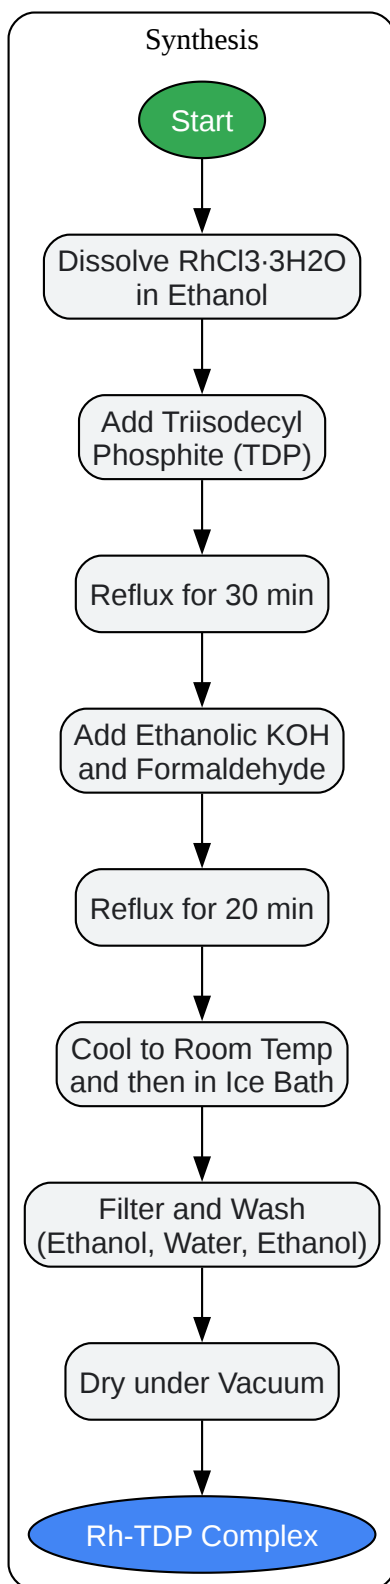 Synthesis
Start
Dissolve RhCl3·3H2O
in Ethanol
Add Triisodecyl
Phosphite (TDP)
Reflux for 30 min
Add Ethanolic KOH
and Formaldehyde
Reflux for 20 min
Cool to Room Temp
and then in Ice Bath
Filter and Wash
(Ethanol, Water, Ethanol)
Dry under Vacuum
Rh-TDP Complex